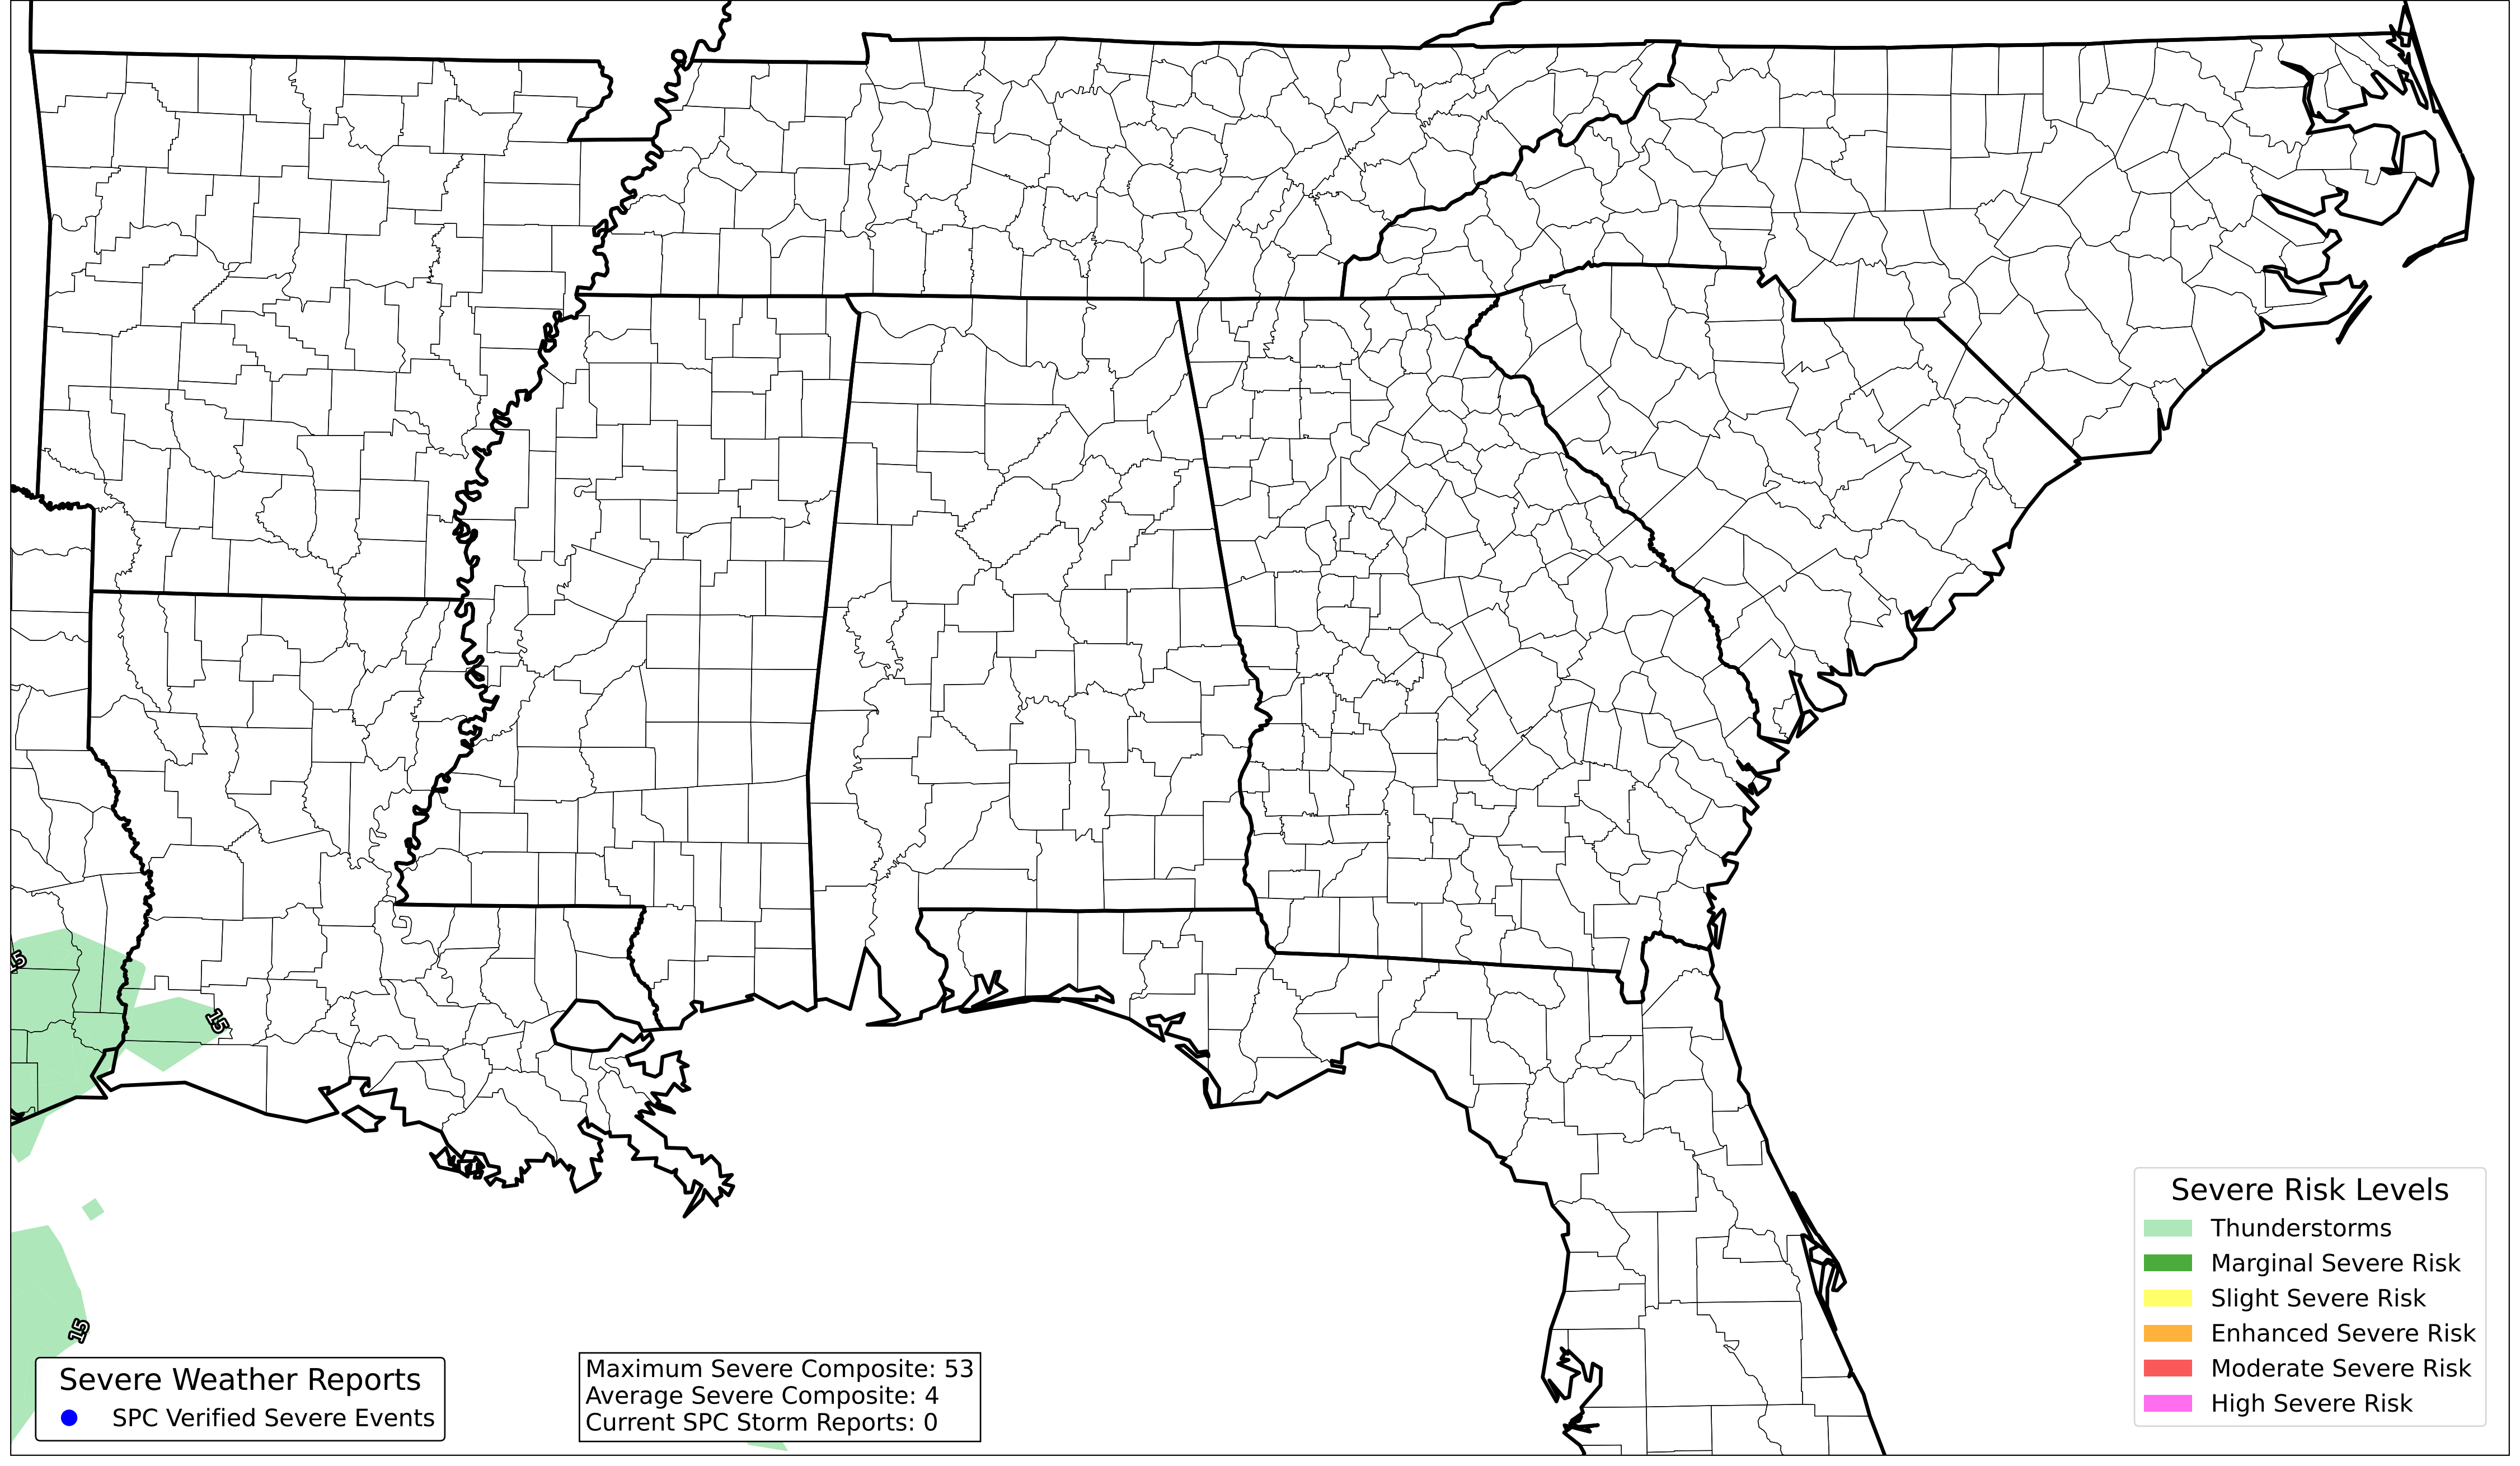 15
15
15
Severe Weather Reports
SPC Verified Severe Events
Maximum Severe Composite: 53
Average Severe Composite: 4
Current SPC Storm Reports: 0
Severe Risk Levels
Thunderstorms
Marginal Severe Risk
Slight Severe Risk
Enhanced Severe Risk
Moderate Severe Risk
High Severe Risk